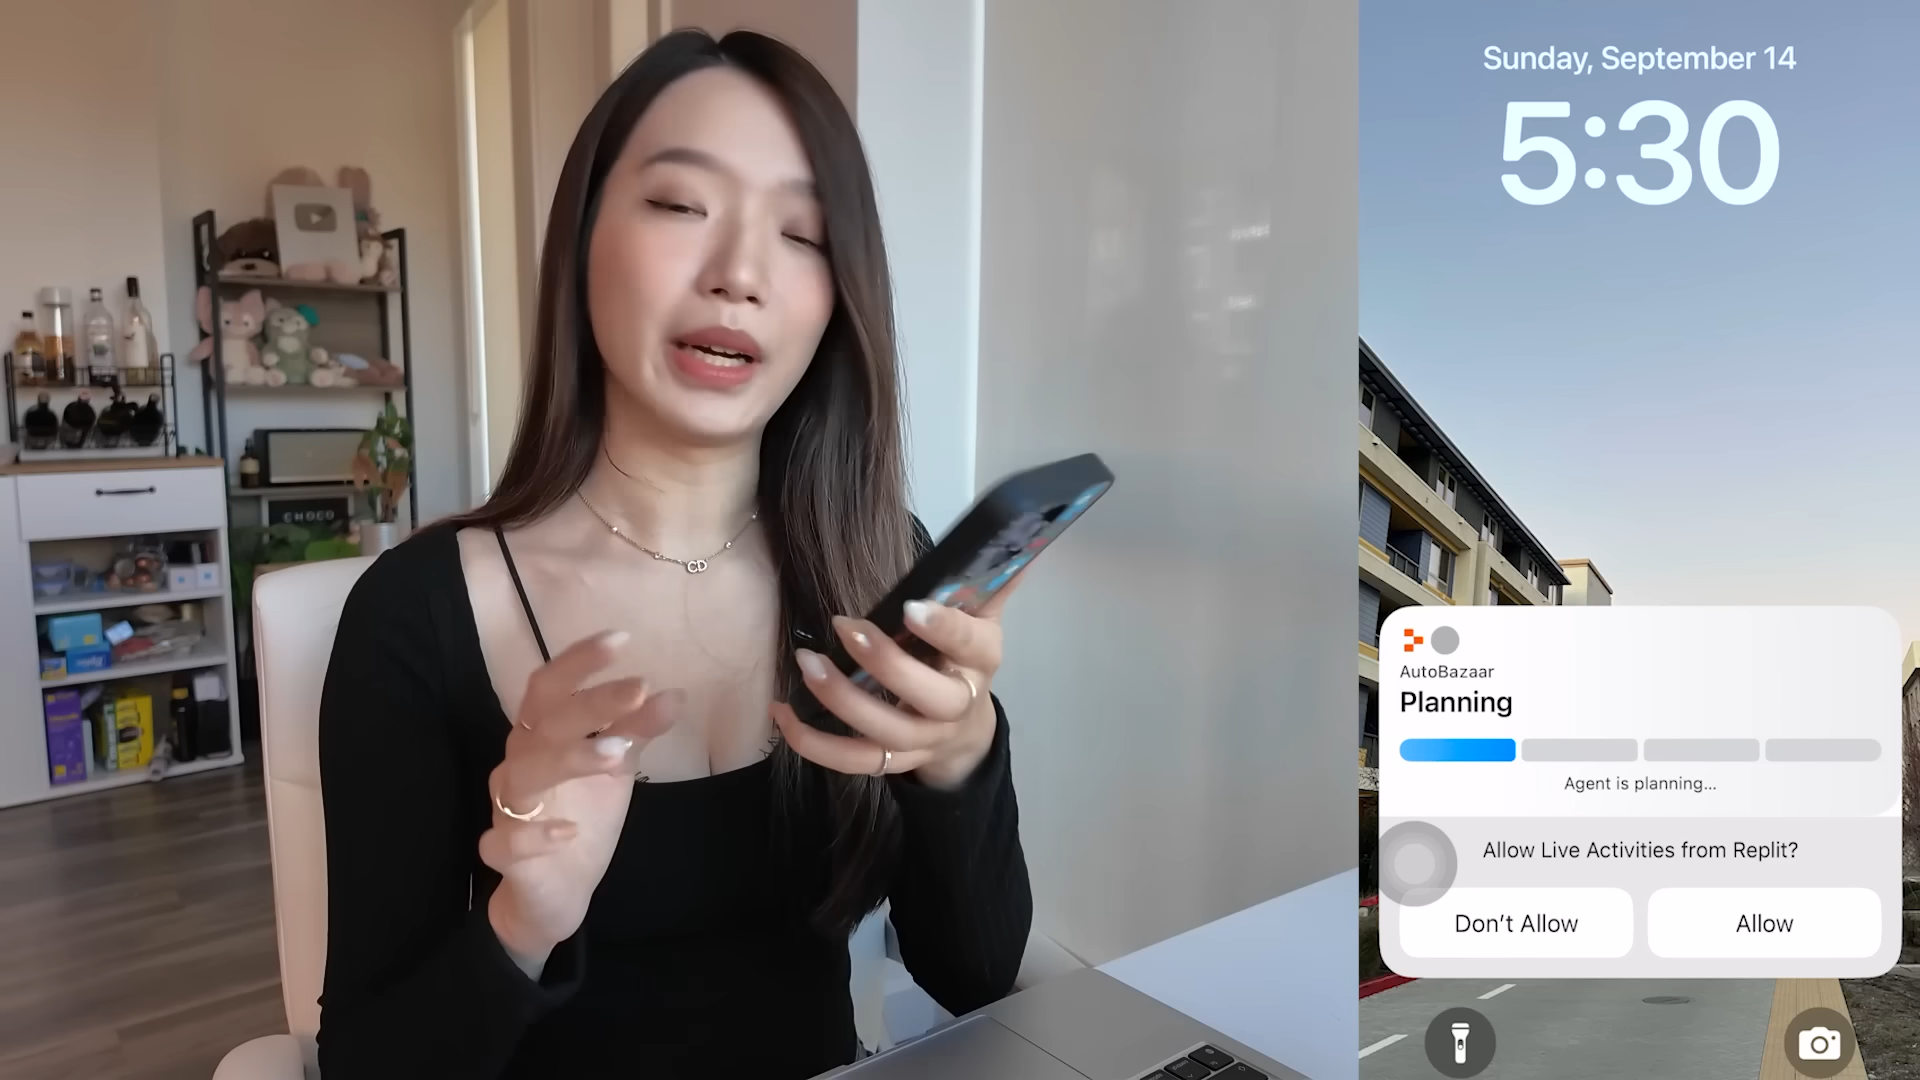 CHOCO
CD
Sunday, September 14
5:30
AutoBazaar
Planning
Agent is planning...
Allow Live Activities from Replit?
Don't Allow
Allow